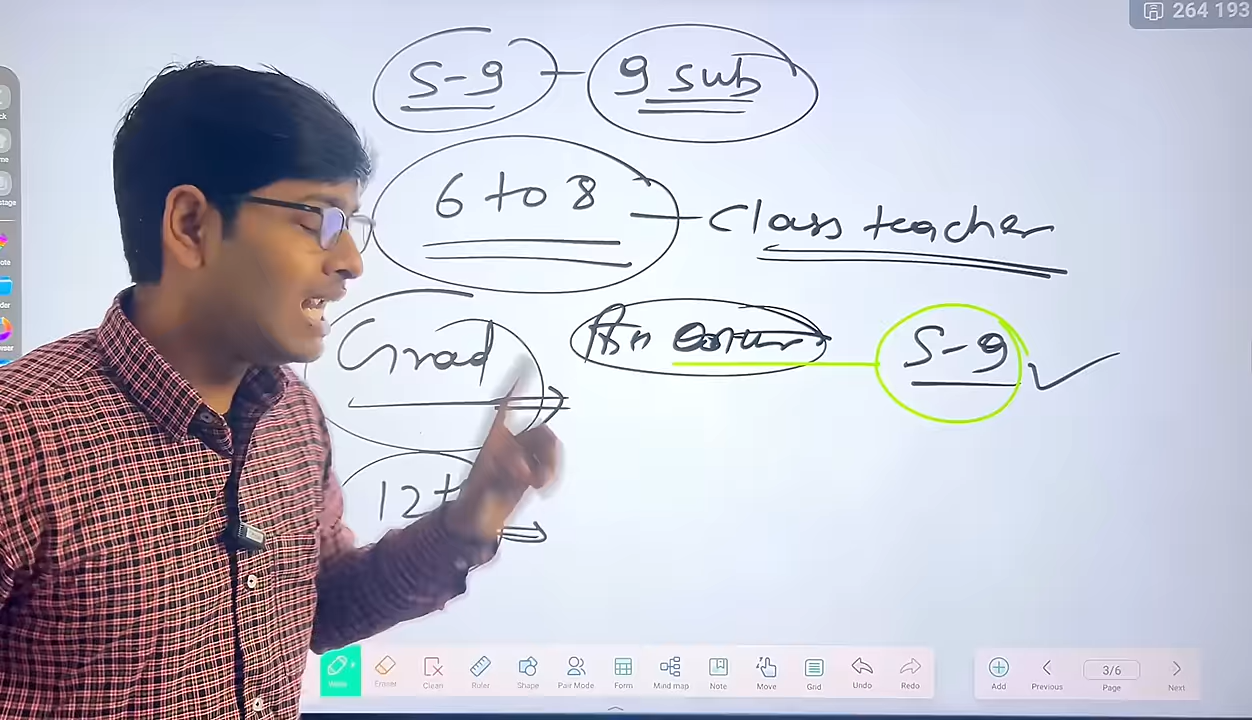 264 193
S-9 - 9 sub
6 to 8 - Class teacher
Grad
S-9
12
Eraser
Clean
Ruler
Shape
Pair Mode
Form
Mind map
Note
Move
Grid
Undo
Redo
Add
Previous
3/6
Page
Next